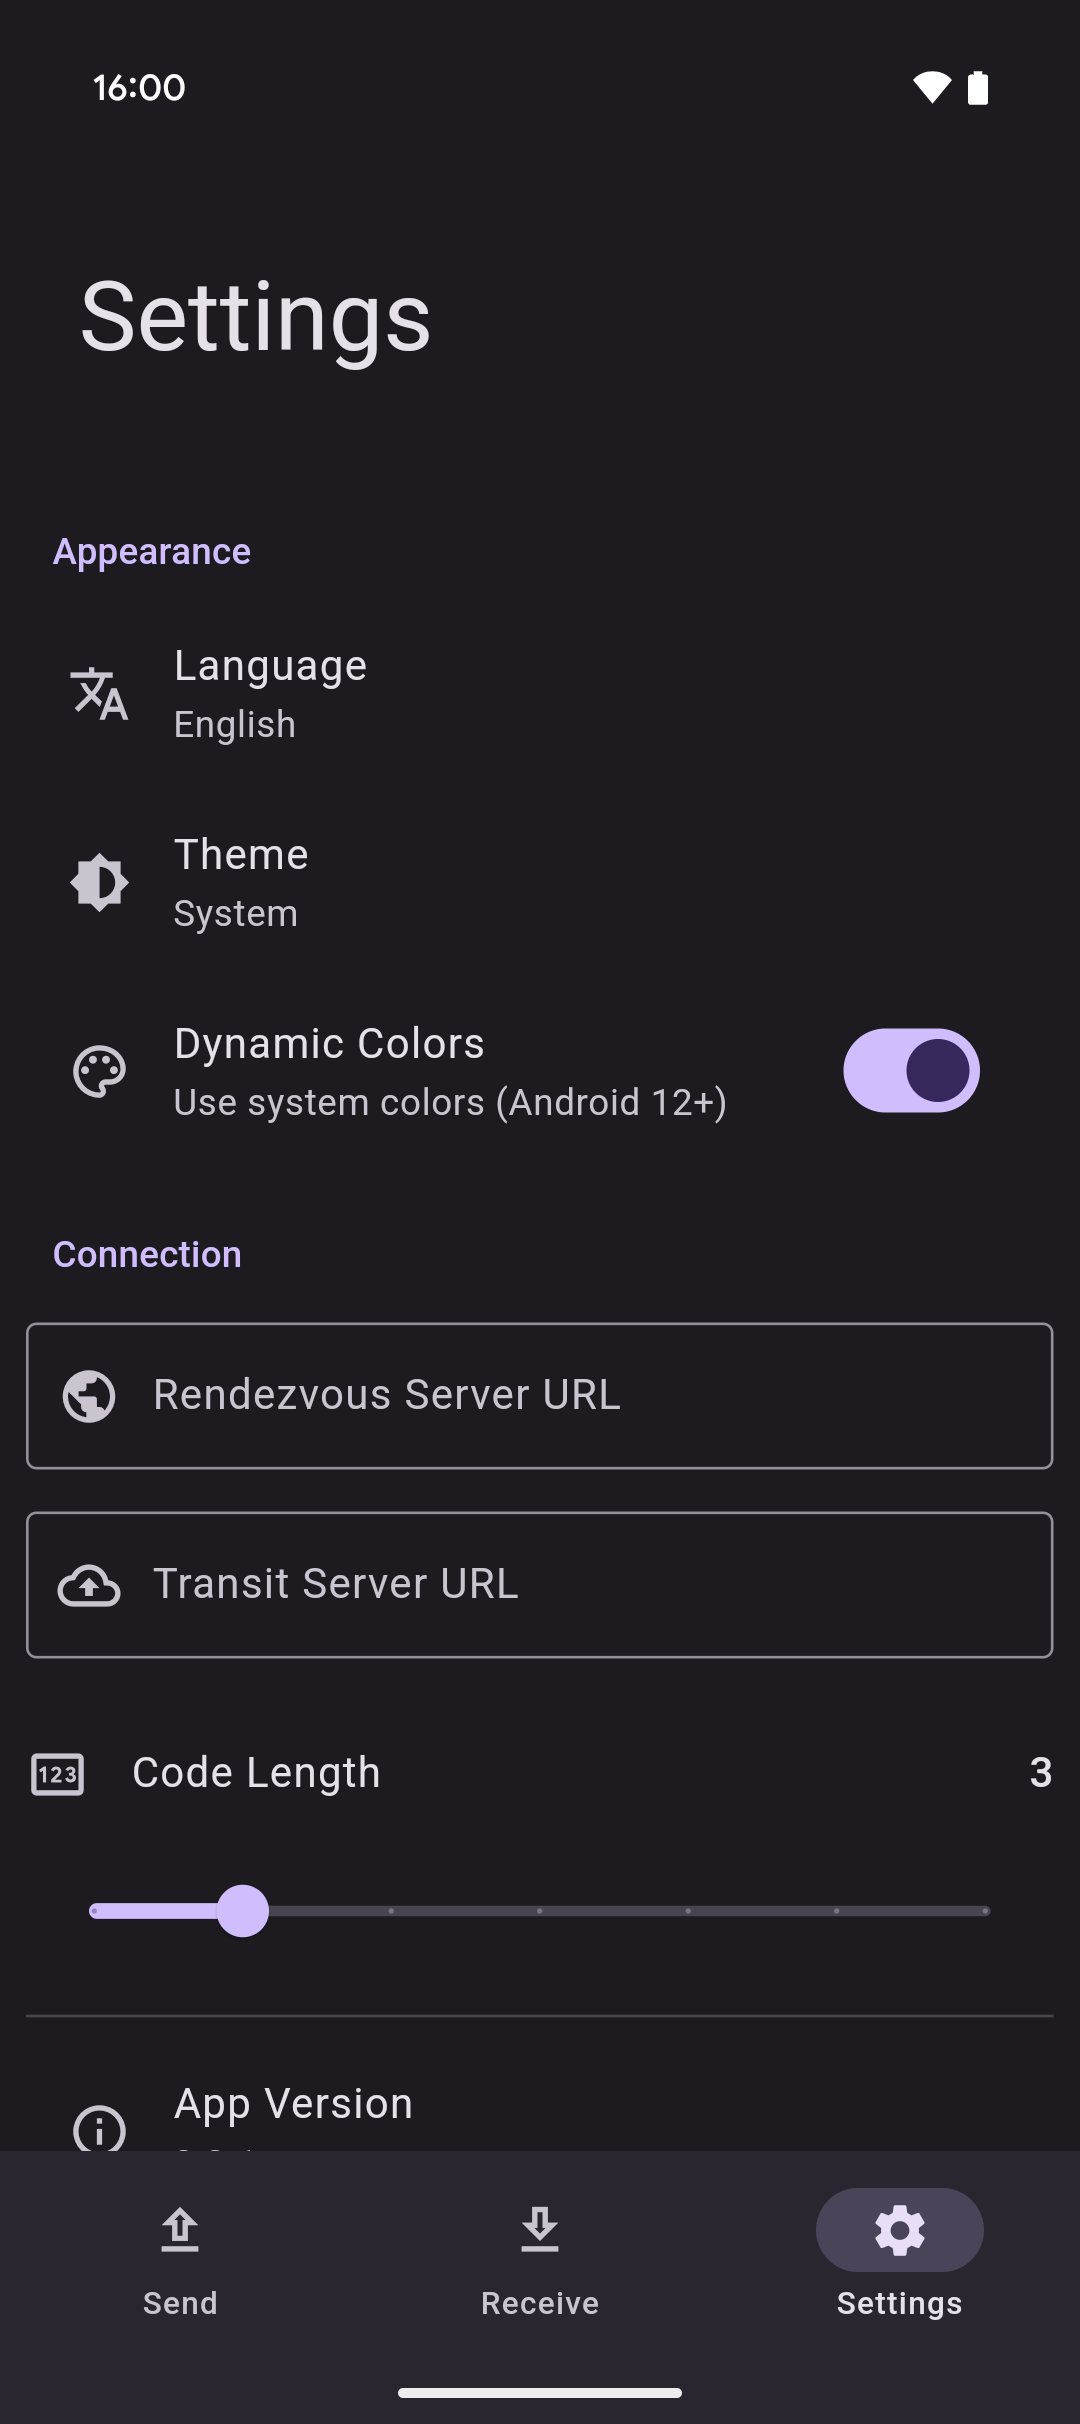 16:00
Settings
Appearance
Language
English
Theme
System
Dynamic Colors
Use system colors (Android 12+)
Connection
Rendezvous Server URL
Transit Server URL
123
Code Length
3
App Version
Send
Receive
Settings